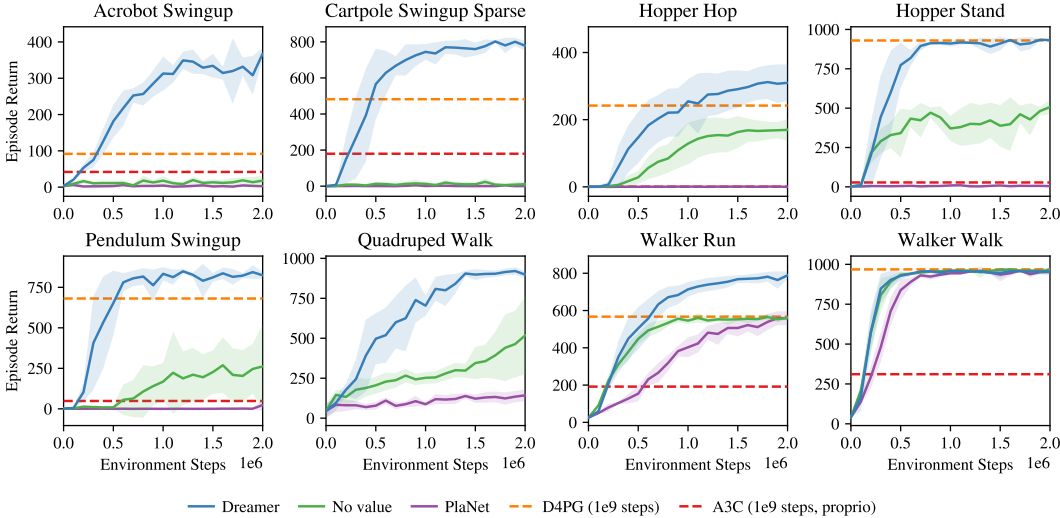 Acrobot Swingup
Cartpole Swingup Sparse
Hopper Hop
Hopper Stand
Episode Return
400
300
200
100
0
0.0 0.5 1.0 1.5 2.0
800
600
400
200
0
0.0 0.5 1.0 1.5 2.0
400
200
0
0.0 0.5 1.0 1.5 2.0
1000
750
500
250
0
0.0 0.5 1.0 1.5 2.0
Pendulum Swingup
Quadruped Walk
Walker Run
Walker Walk
Episode Return
750
500
250
0
0.0 0.5 1.0 1.5 2.0
Environment Steps 1e6
1000
750
500
250
0
0.0 0.5 1.0 1.5 2.0
Environment Steps 1e6
800
600
400
200
0
0.0 0.5 1.0 1.5 2.0
Environment Steps 1e6
1000
750
500
250
0
0.0 0.5 1.0 1.5 2.0
Environment Steps 1e6
Dreamer No value PlaNet D4PG (1e9 steps) A3C (1e9 steps, proprio)